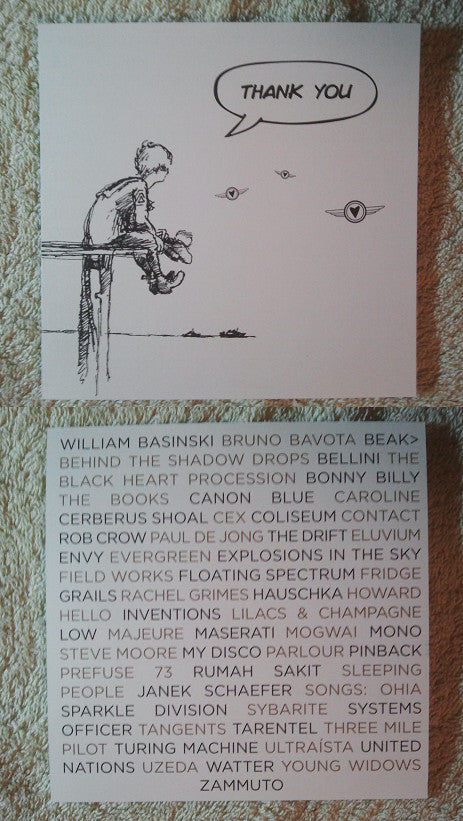 THANK YOU
WILLIAM BASINSKI BRUNO BAVOTA BEAK>
BEHIND THE SHADOW DROPS BELLINI THE
BLACK HEART PROCESSION BONNY BILLY
THE BOOKS CANON BLUE CAROLINE
CERBERUS SHOAL CEX COLISEUM CONTACT
ROB CROW PAUL DE JONG THE DRIFT ELUVIUM
ENVY EVERGREEN EXPLOSIONS IN THE SKY
FIELD WORKS FLOATING SPECTRUM FRIDGE
GRAILS RACHEL GRIMES HAUSCHKA HOWARD
HELLO INVENTIONS LILACS & CHAMPAGNE
LOW MAJEURE MASERATI MOGWAI MONO
STEVE MOORE MY DISCO PARLOUR PINBACK
PREFUSE 73 RUMAH SAKIT SLEEPING
PEOPLE JANEK SCHAEFER SONGS: OHIA
SPARKLE DIVISION SYBARITE SYSTEMS
OFFICER TANGENTS TARENTEL THREE MILE
PILOT TURING MACHINE ULTRAÍSTA UNITED
NATIONS UZEDA WATTER YOUNG WIDOWS
ZAMMUTO